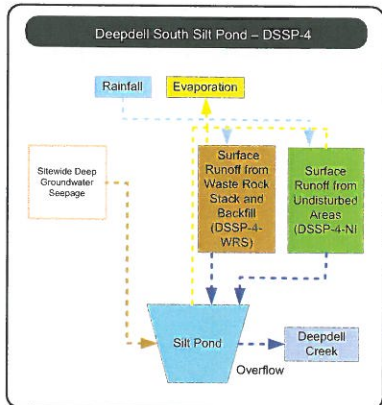 Deepdell South Silt Pond – DSSP-4
Rainfall
Evaporation
Sitewide Deep
Groundwater
Seepage
Surface
Runoff from
Waste Rock
Stack and
Backfill
(DSSP-4-
WRS)
Surface
Runoff from
Undisturbed
Areas
(DSSP-4-NI
Silt Pond
Deepdell
Creek
Overflow